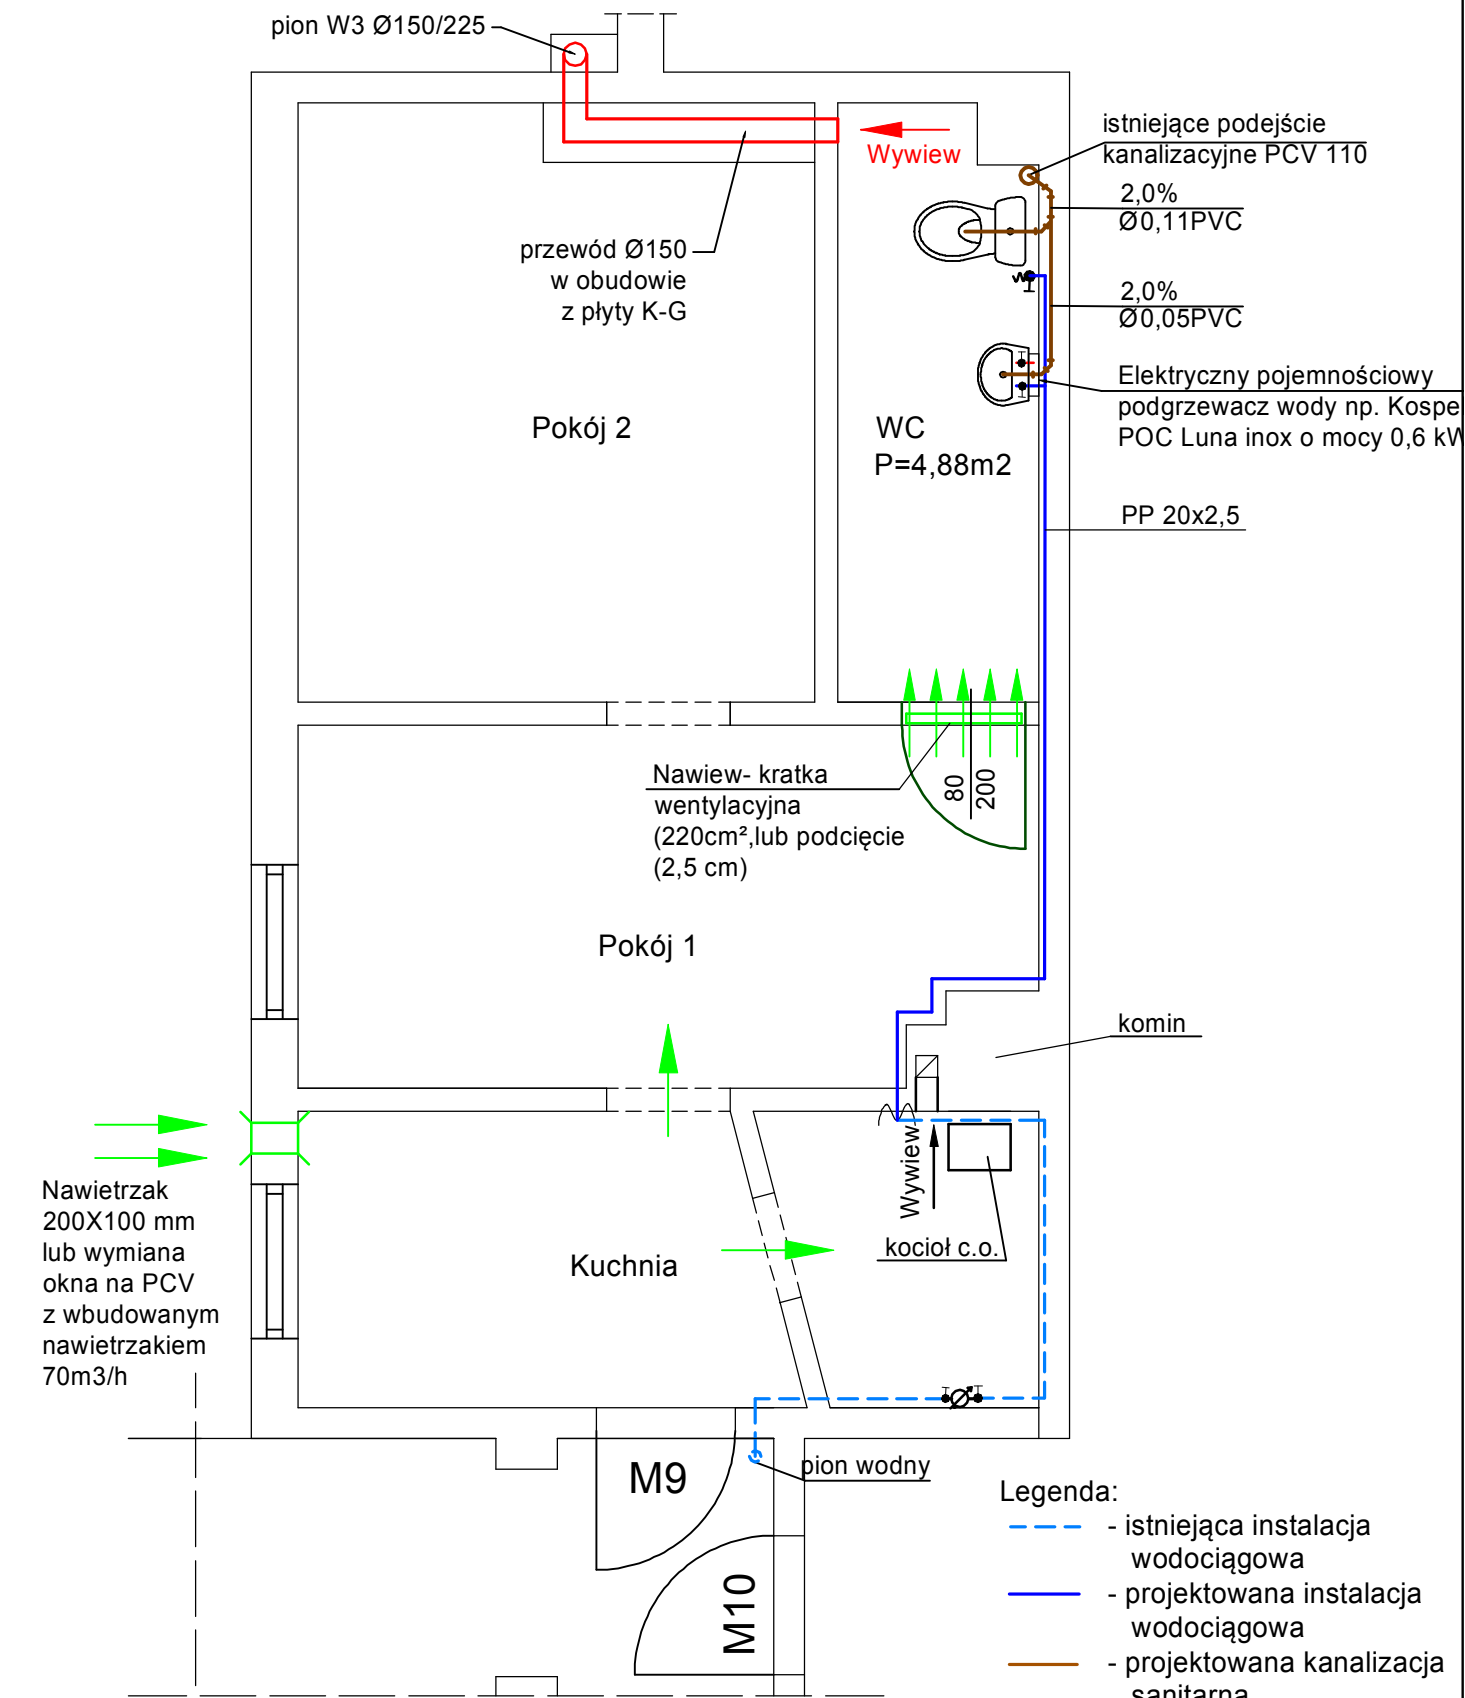 pion W3 Ø150/225
Wywiew
istniejące podejście
kanalizacyjne PCV 110
2,0%
Ø0,11PVC
przewód Ø150
w obudowie
z płyty K-G
2,0%
Ø0,05PVC
Elektryczny pojemnościowy
podgrzewacz wody np. Kospe
POC Luna inox o mocy 0,6 kW
Pokój 2
WC
P=4,88m2
PP 20x2,5
Nawiew- kratka
wentylacyjna
(220cm²,lub podcięcie
(2,5 cm)
80
200
Pokój 1
komin
Nawietrzak
200X100 mm
lub wymiana
okna na PCV
z wbudowanym
nawietrzakiem
70m3/h
Wywiew
kocioł c.o.
Kuchnia
M9
pion wodny
M10
Legenda:
- istniejąca instalacja
wodociągowa
- projektowana instalacja
wodociągowa
- projektowana kanalizacja
sanitarna